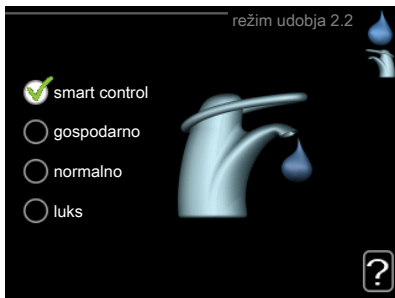 režim udobja 2.2
smart control
gospodarno
normalno
luks
?